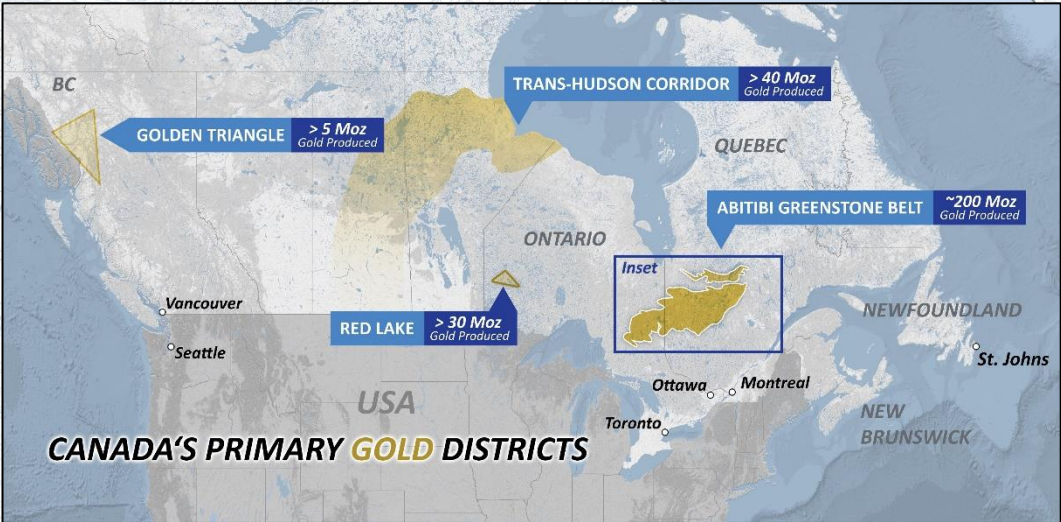 BC
TRANS-HUDSON CORRIDOR
> 40 Moz
Gold Produced
GOLDEN TRIANGLE
> 5 Moz
Gold Produced
QUEBEC
ABITIBI GREENSTONE BELT
~200 Moz
Gold Produced
ONTARIO
Inset
Vancouver
RED LAKE
> 30 Moz
Gold Produced
NEWFOUNDLAND
Seattle
St. Johns
USA
Ottawa
Montreal
Toronto
NEW
BRUNSWICK
CANADA‘S PRIMARY GOLD DISTRICTS